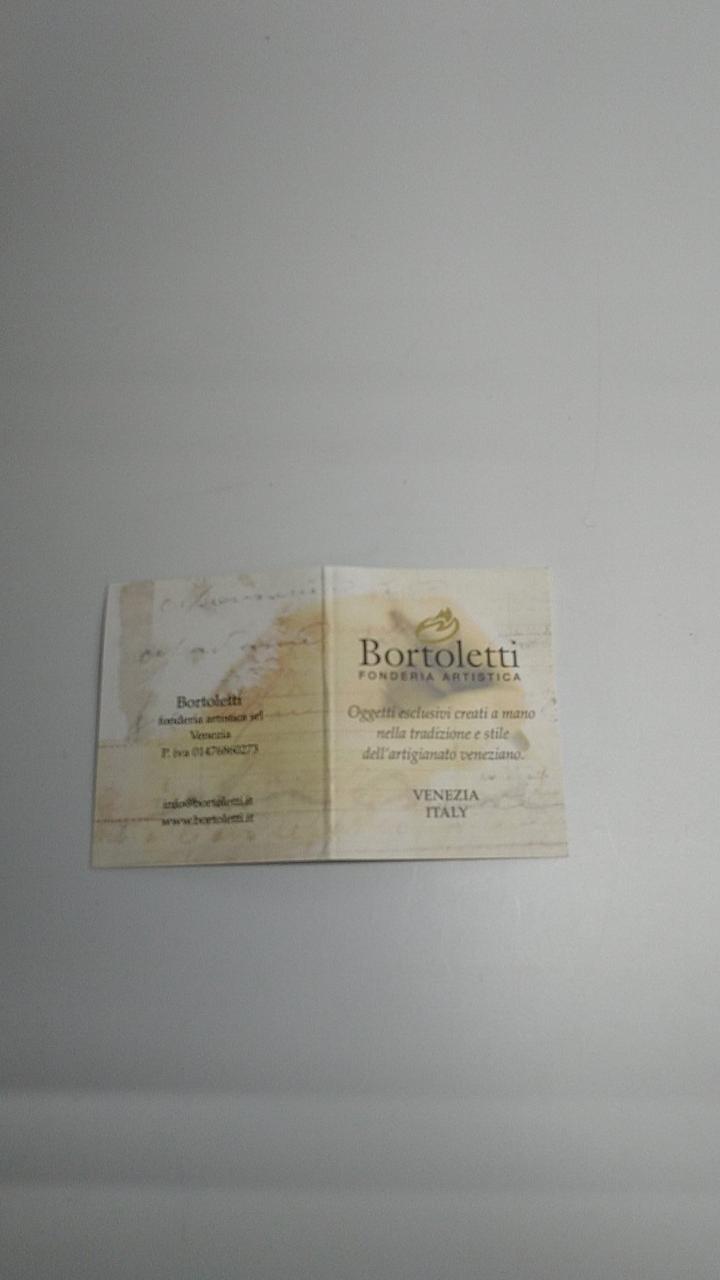 Bortoletti
fonderia artistica srl
Venezia
P. iva 01476860273
info@bortoletti.it
www.bortoletti.it
Bortoletti
FONDERIA ARTISTICA
Oggetti esclusivi creati a mano
nella tradizione e stile
dell'artigianato veneziano.
VENEZIA
ITALY